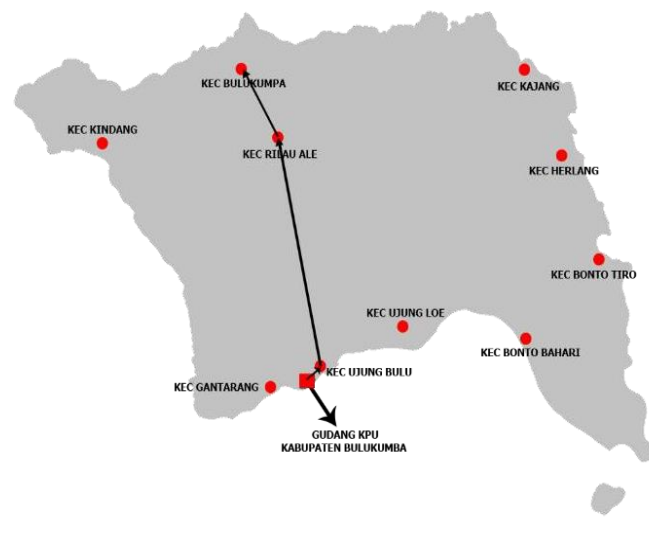 KEC BULUKUMPA
KEC KAJANG
KEC KINDANG
KEC RILAU ALE
KEC HERLANG
KEC BONTO TIRO
KEC UJUNG LOE
KEC BONTO BAHARI
KEC UJUNG BULU
KEC GANTARANG
GUDANG KPU
KABUPATEN BULUKUMBA